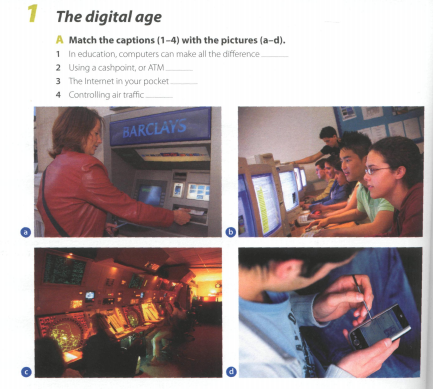 1 The digital age
A Match the captions (1–4) with the pictures (a–d).
1 In education, computers can make all the difference
2 Using a cashpoint, or ATM
3 The Internet in your pocket
4 Controlling air traffic
BARCLAYS
a
b
c
d